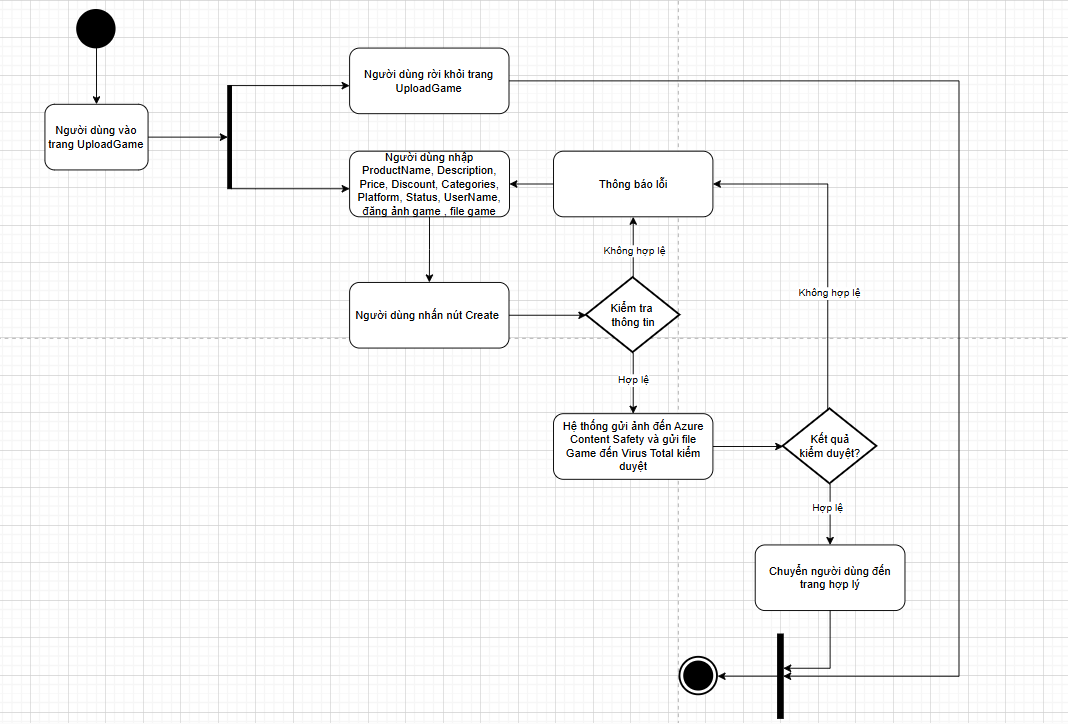 Người dùng rời khỏi trang
UploadGame
Người dùng vào
trang UploadGame
Người dùng nhập
ProductName, Description,
Price, Discount, Categories,
Platform, Status, UserName,
đăng ảnh game , file game
Thông báo lỗi
Không hợp lệ
Không hợp lệ
Người dùng nhấn nút Create
Kiểm tra
thông tin
Hợp lệ
Hệ thống gửi ảnh đến Azure
Content Safety và gửi file
Game đến Virus Total kiểm
duyệt
Kết quả
kiểm duyệt?
Hợp lệ
Chuyển người dùng đến
trang hợp lý